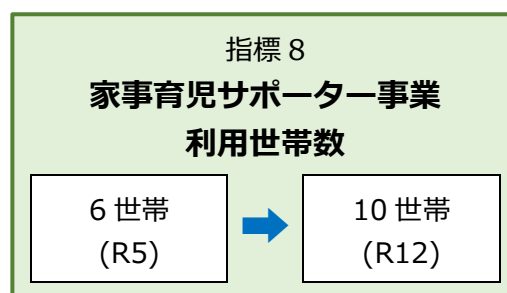 指標 8
家事育児サポーター事業
利用世帯数
6 世帯
(R5)
10 世帯
(R12)